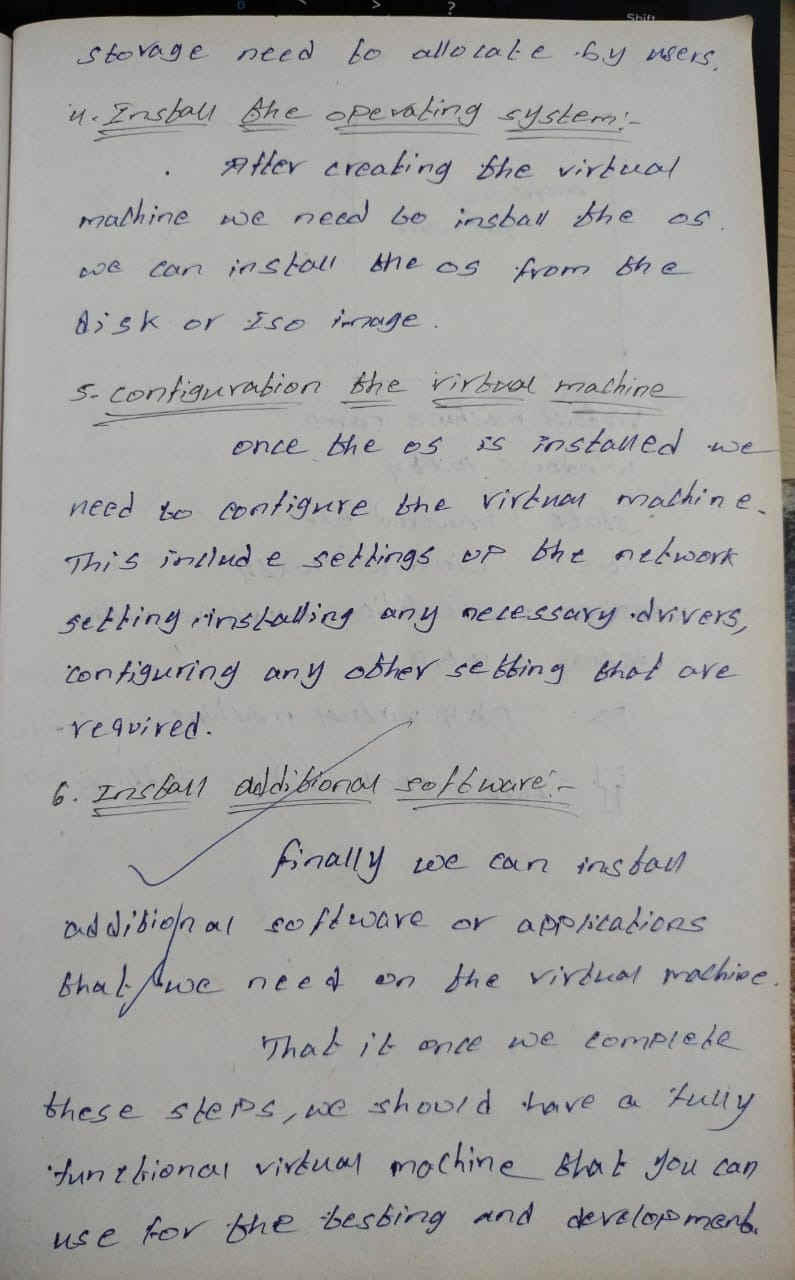 storage need to allocate by users.
4. Install the operating system:-
After creating the virtual
machine we need to install the os.
we can install the os from the
disk or Iso image.
5. configuration the virtual machine
once the os is installed we
need to configure the virtual machine.
This include settings up the network
setting, installing any necessary drivers,
configuring any other setting that are
required.
6. Install additional software:-
finally we can install
additional software or applications
that we need on the virtual machine.
That it once we complete
these steps, we should have a fully
functional virtual machine that you can
use for the testing and development.